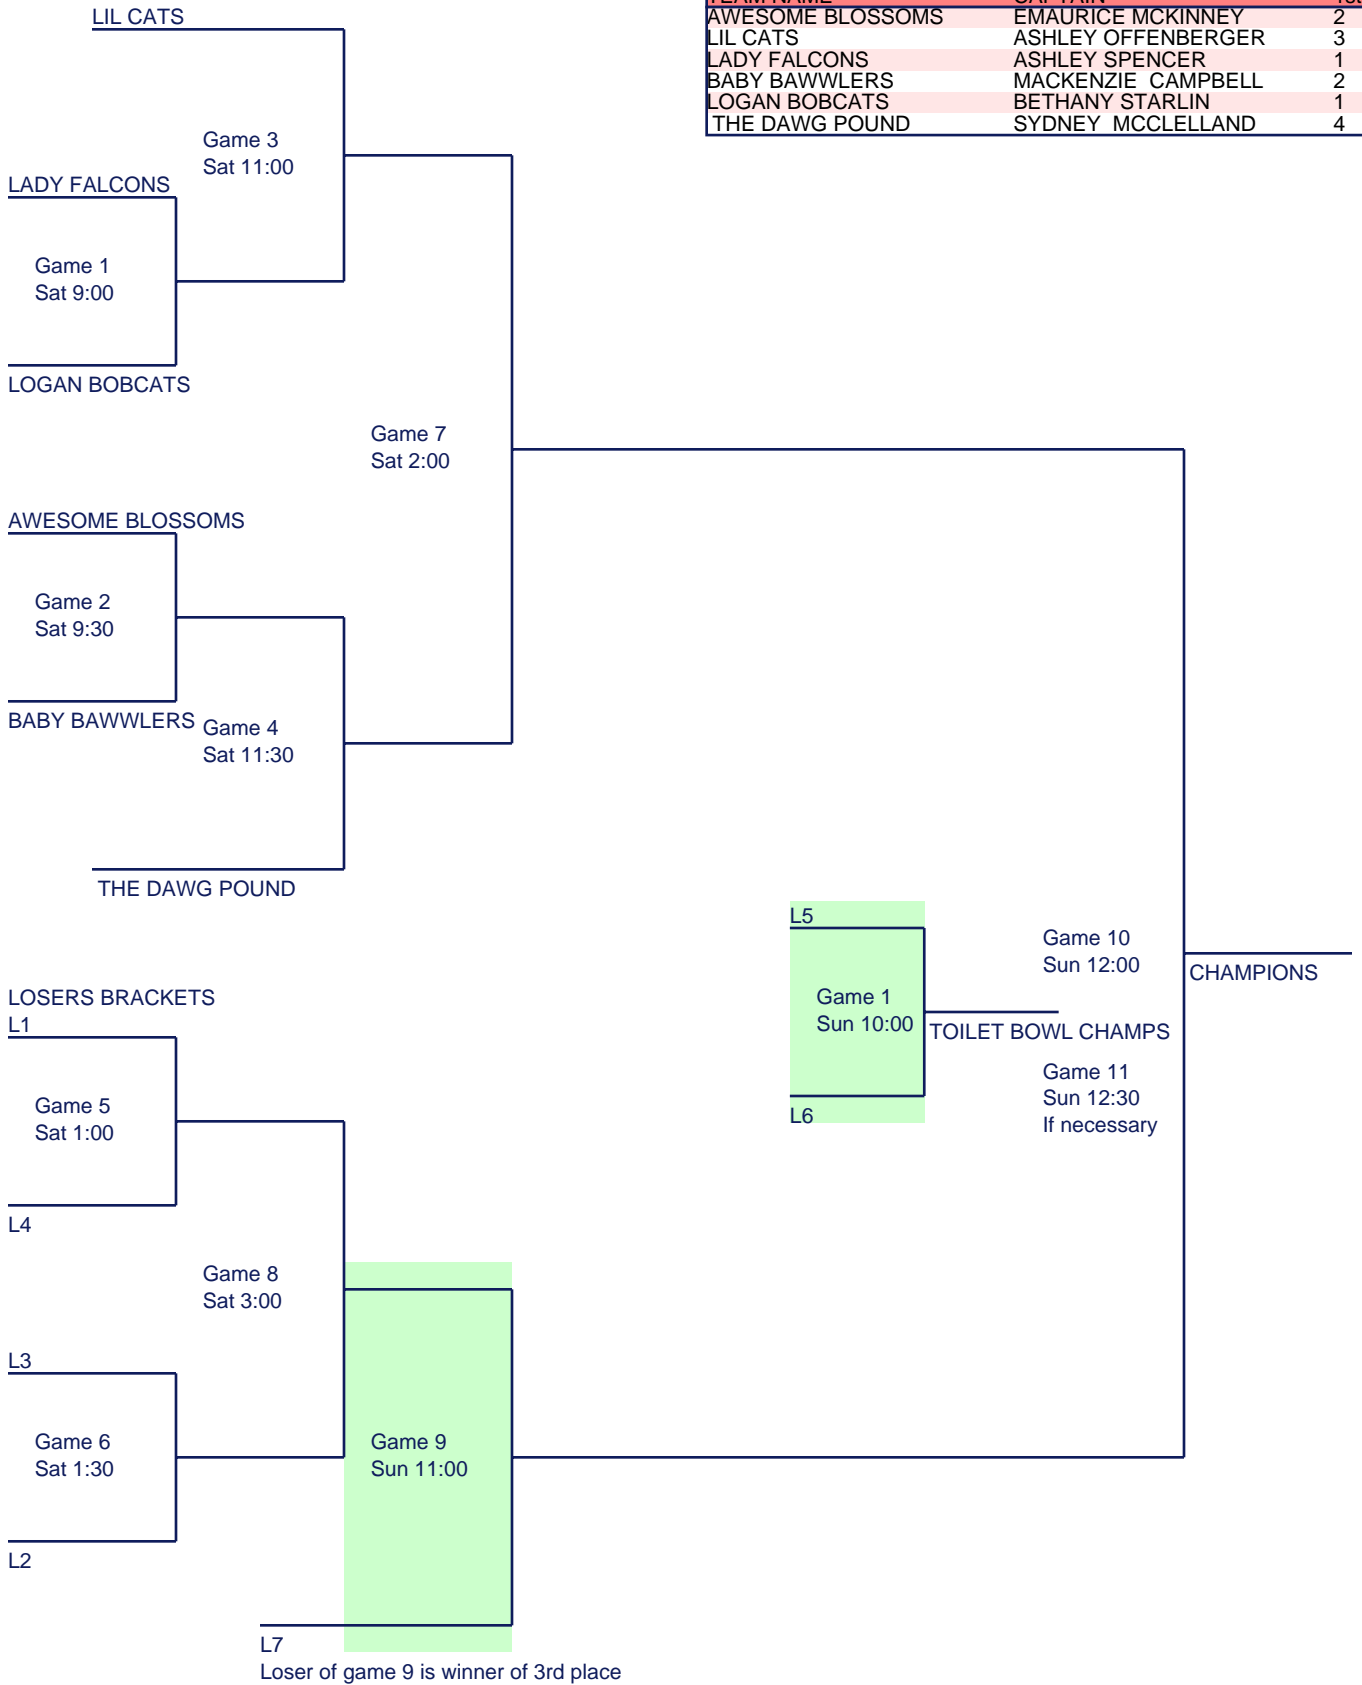 LIL CATS
TEAM NAME CAPTAIN
AWESOME BLOSSOMS EMAURICE MCKINNEY 2
LIL CATS ASHLEY OFFENBERGER 3
LADY FALCONS ASHLEY SPENCER 1
BABY BAWWLERS MACKENZIE CAMPBELL 2
LOGAN BOBCATS BETHANY STARLIN 1
THE DAWG POUND SYDNEY MCCLELLAND 4
Game 3
Sat 11:00
LADY FALCONS
Game 1
Sat 9:00
LOGAN BOBCATS
Game 7
Sat 2:00
AWESOME BLOSSOMS
Game 2
Sat 9:30
BABY BAWWLERS
Game 4
Sat 11:30
THE DAWG POUND
L5
Game 10
Sun 12:00
CHAMPIONS
Game 1
Sun 10:00
TOILET BOWL CHAMPS
Game 11
Sun 12:30
If necessary
L6
LOSERS BRACKETS
L1
Game 5
Sat 1:00
L4
Game 8
Sat 3:00
L3
Game 6
Sat 1:30
Game 9
Sun 11:00
L2
L7
Loser of game 9 is winner of 3rd place